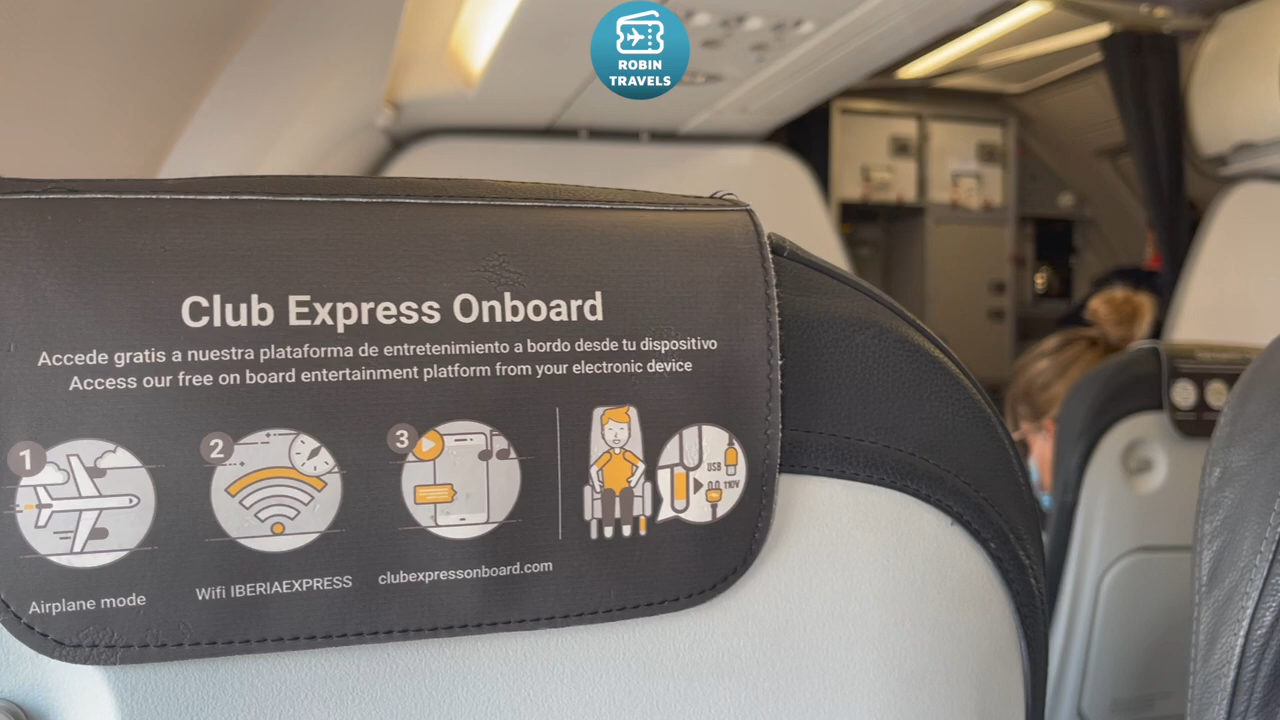 ROBIN
TRAVELS
Club Express Onboard
Accede gratis a nuestra plataforma de entretenimiento a bordo desde tu dispositivo
Access our free on board entertainment platform from your electronic device
1
2
3
USB
110V
Airplane mode
Wifi IBERIAEXPRESS
clubexpressonboard.com